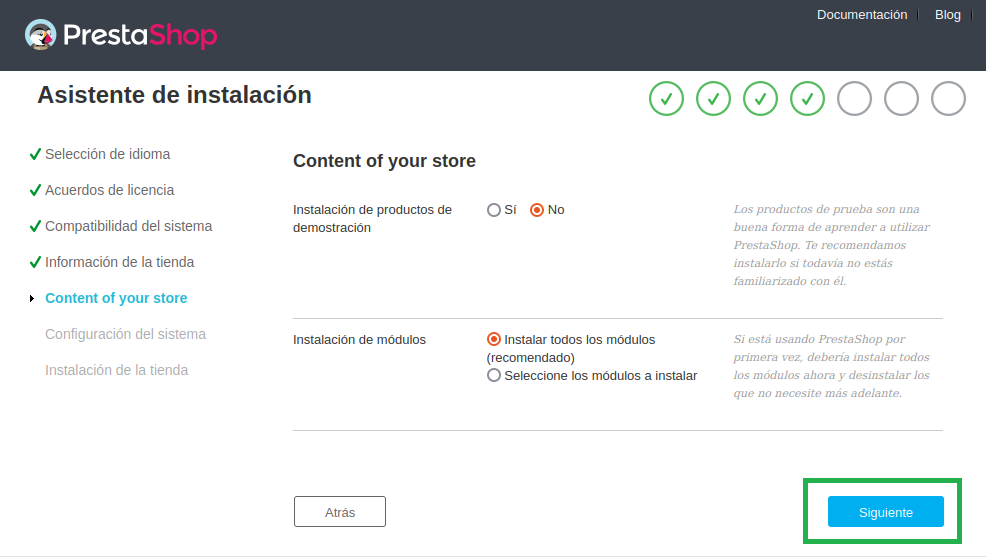 Documentación
Blog
PrestaShop
Asistente de instalación
Selección de idioma
Acuerdos de licencia
Compatibilidad del sistema
Información de la tienda
Content of your store
Configuración del sistema
Instalación de la tienda
Content of your store
Instalación de productos de
demostración
Sí
No
Los productos de prueba son una
buena forma de aprender a utilizar
PrestaShop. Te recomendamos
instalarlo si todavía no estás
familiarizado con él.
Instalación de módulos
Instalar todos los módulos
(recomendado)
Seleccione los módulos a instalar
Si está usando PrestaShop por
primera vez, debería instalar todos
los módulos ahora y desinstalar los
que no necesite más adelante.
Atrás
Siguiente